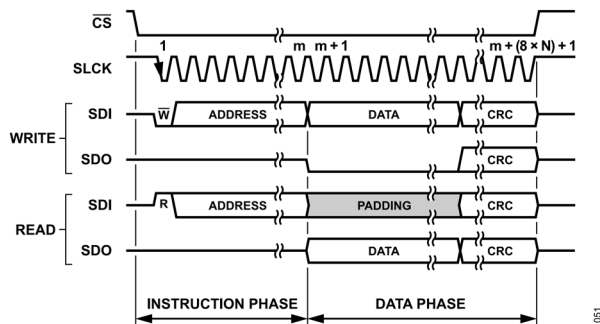 CS
1 m m + 1 m + (8 × N) + 1
SLCK
SDI W ADDRESS DATA CRC
WRITE
SDO CRC
SDI R ADDRESS PADDING CRC
READ
SDO DATA CRC
INSTRUCTION PHASE DATA PHASE
051